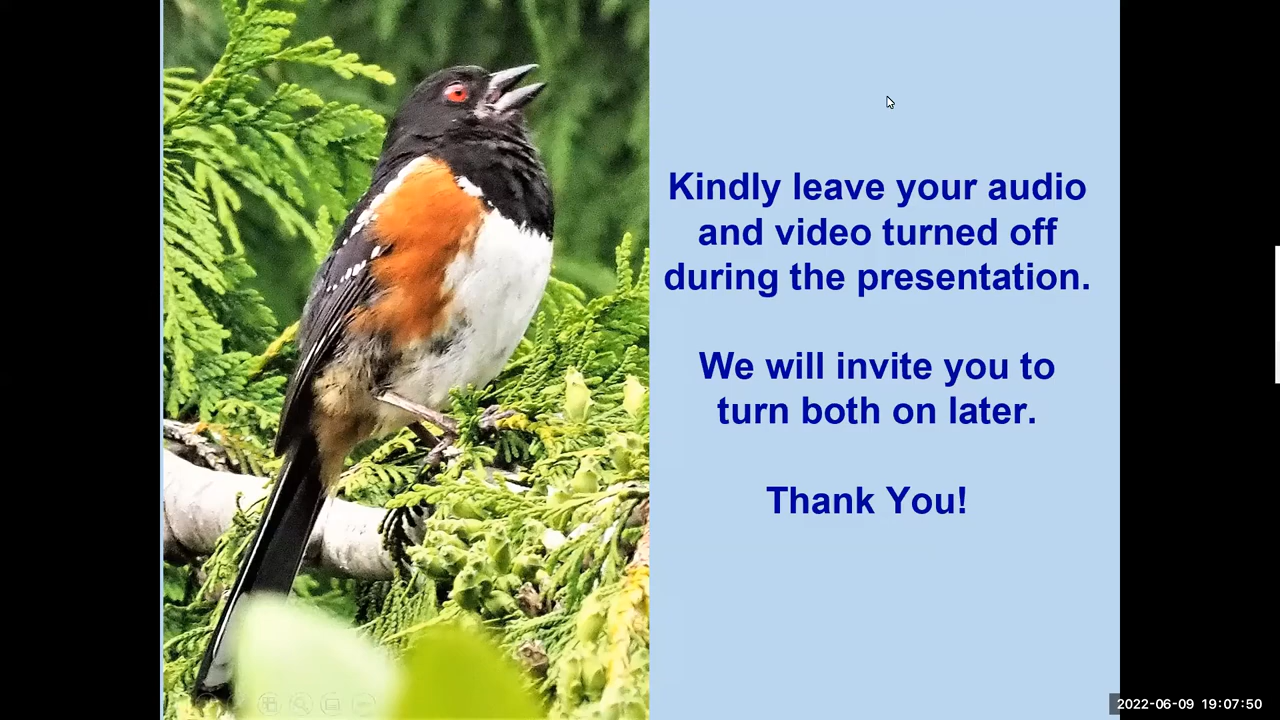 Kindly leave your audio
and video turned off
during the presentation.
We will invite you to
turn both on later.
Thank You!
2022-06-09 19:07:50